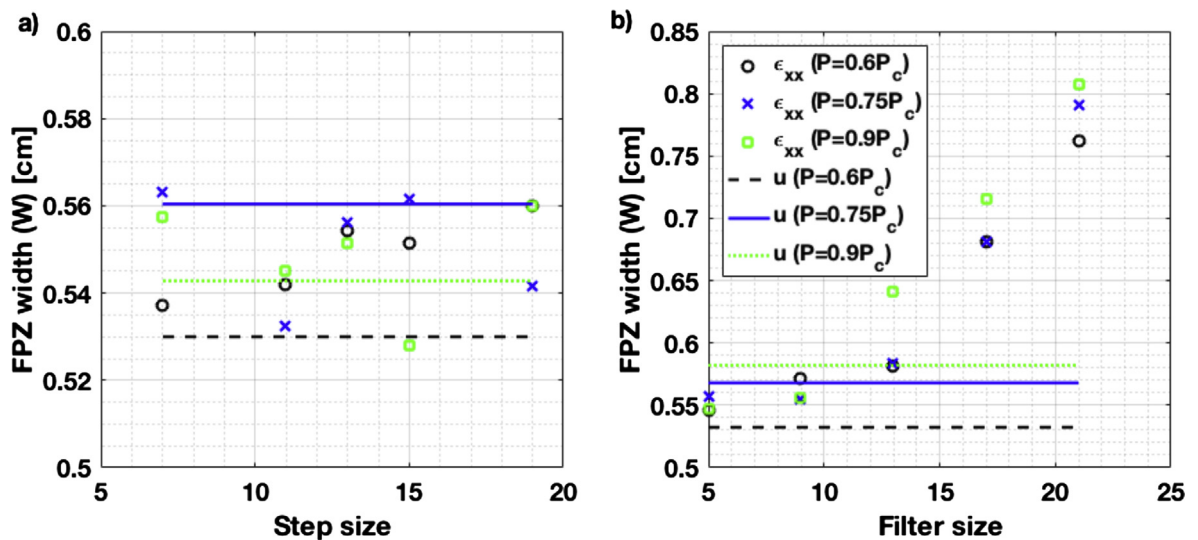 a)
FPZ width (W) [cm]
0.6
0.58
0.56
0.54
0.52
0.5
5 10 15 20
Step size
b)
FPZ width (W) [cm]
0.85
0.8
0.75
0.7
0.65
0.6
0.55
0.5
5 10 15 20 25
Filter size
ϵxx (P=0.6Pc)
ϵxx (P=0.75Pc)
ϵxx (P=0.9Pc)
u (P=0.6Pc)
u (P=0.75Pc)
u (P=0.9Pc)